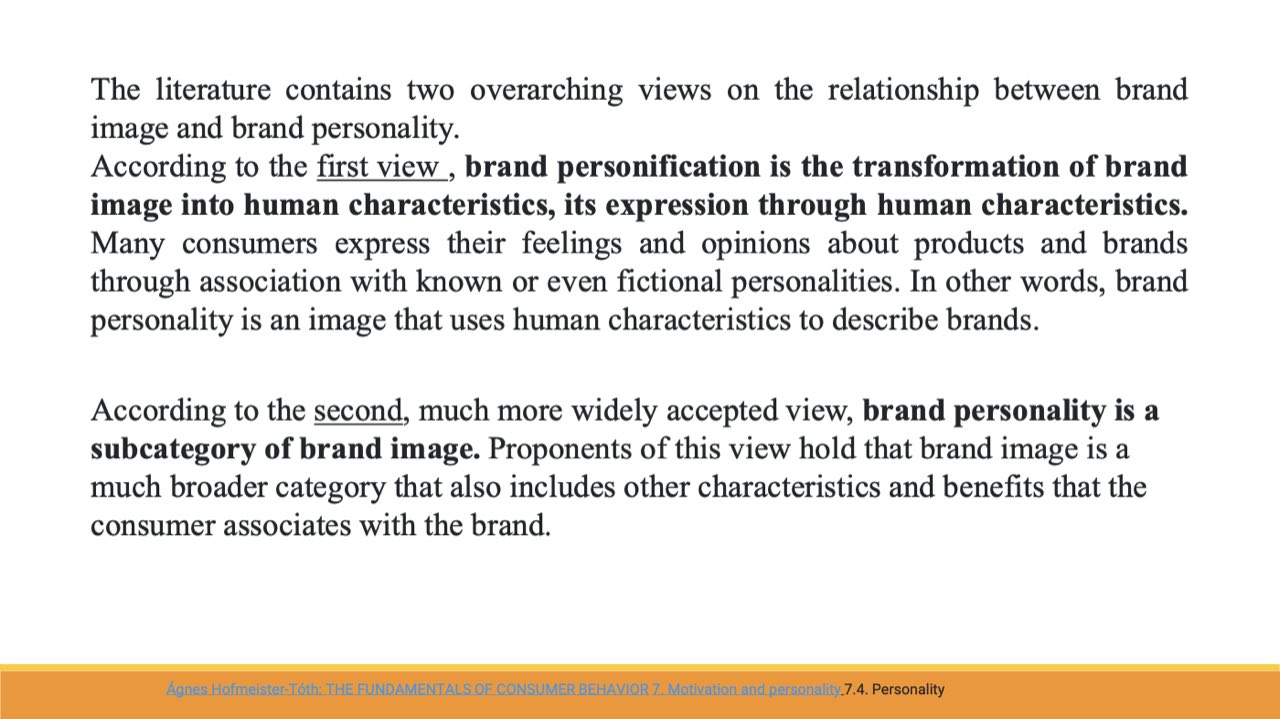 The literature contains two overarching views on the relationship between brand
image and brand personality.
According to the first view , brand personification is the transformation of brand
image into human characteristics, its expression through human characteristics.
Many consumers express their feelings and opinions about products and brands
through association with known or even fictional personalities. In other words, brand
personality is an image that uses human characteristics to describe brands.
According to the second, much more widely accepted view, brand personality is a
subcategory of brand image. Proponents of this view hold that brand image is a
much broader category that also includes other characteristics and benefits that the
consumer associates with the brand.
Ágnes Hofmeister-Tóth: THE FUNDAMENTALS OF CONSUMER BEHAVIOR 7. Motivation and personality 7.4. Personality